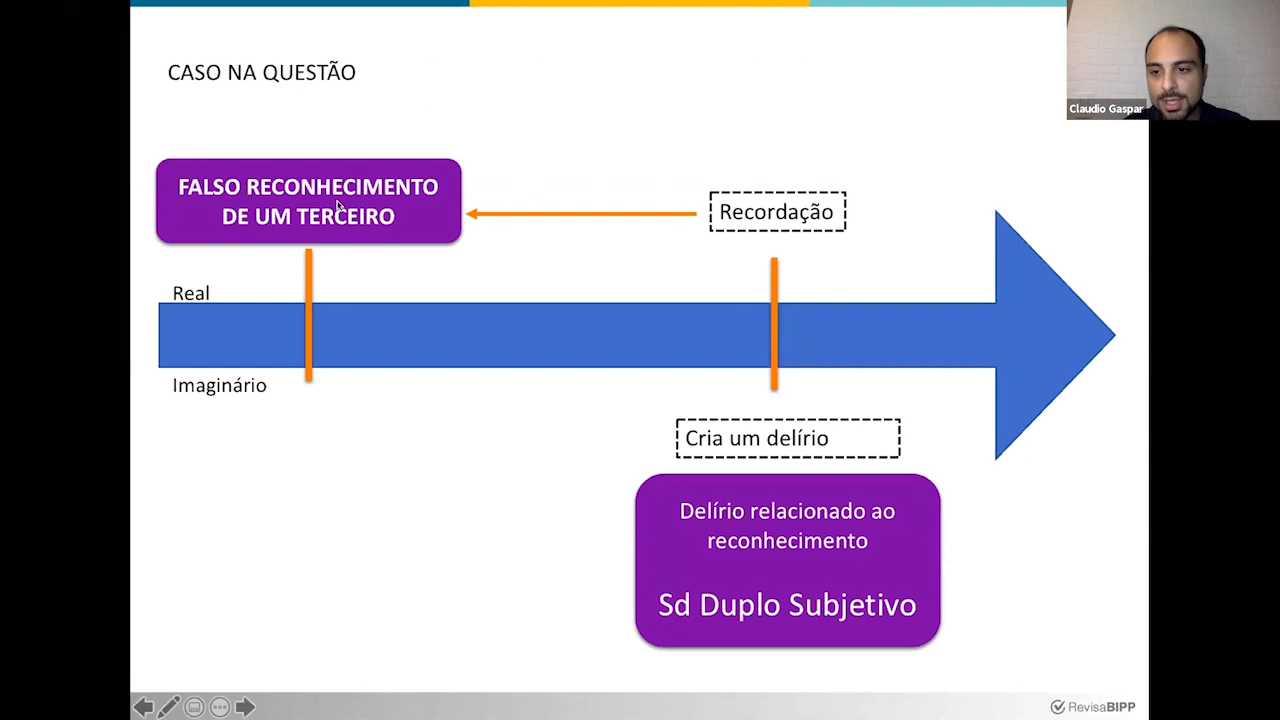 CASO NA QUESTÃO
Claudio Gaspar
FALSO RECONHECIMENTO
DE UM TERCEIRO
Recordação
Real
Imaginário
Cria um delírio
Delírio relacionado ao
reconhecimento
Sd Duplo Subjetivo
RevisaBIPP